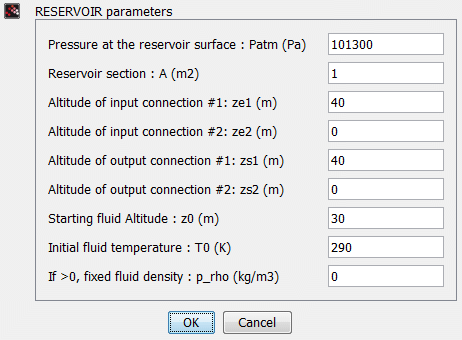 RESERVOIR parameters
Pressure at the reservoir surface : Patm (Pa) 101300
Reservoir section : A (m2) 1
Altitude of input connection #1: ze1 (m) 40
Altitude of input connection #2: ze2 (m) 0
Altitude of output connection #1: zs1 (m) 40
Altitude of output connection #2: zs2 (m) 0
Starting fluid Altitude : z0 (m) 30
Initial fluid temperature : T0 (K) 290
If >0, fixed fluid density : p_rho (kg/m3) 0
OK Cancel